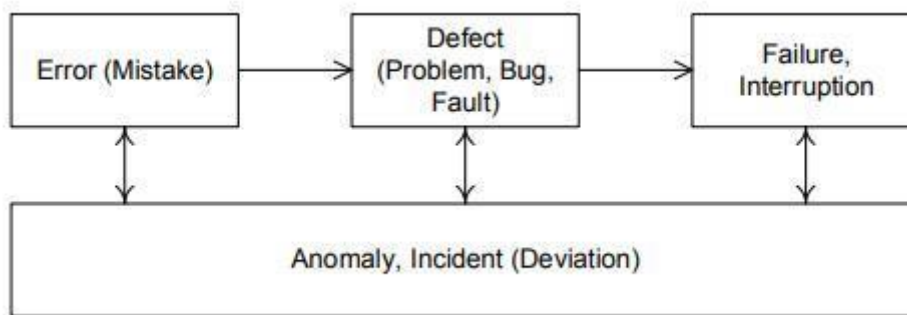 Error (Mistake)
Defect
(Problem, Bug,
Fault)
Failure,
Interruption
Anomaly, Incident (Deviation)